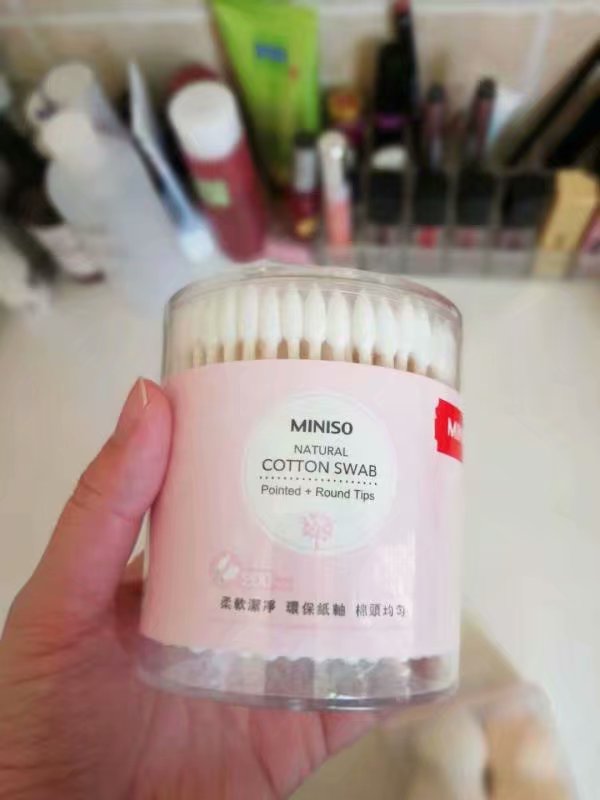 MINISO
NATURAL
COTTON SWAB
Pointed + Round Tips
柔軟潔淨 環保紙軸 棉頭均勻